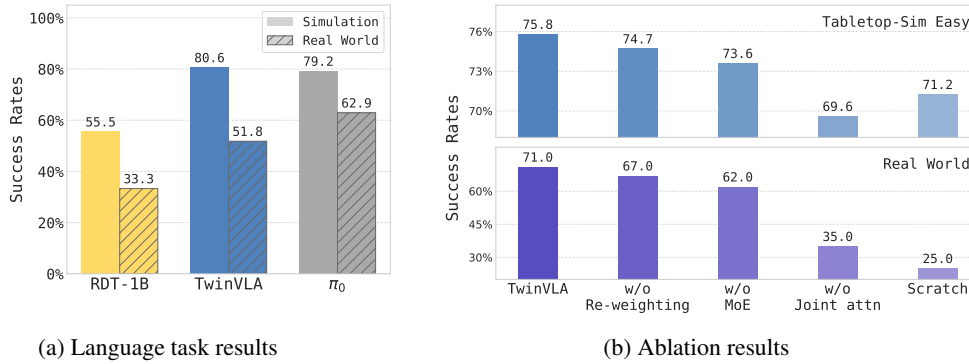 100%
80%
60%
40%
20%
0%
Success Rates
Simulation
Real World
55.5
33.3
80.6
51.8
79.2
62.9
RDT-1B
TwinVLA
π0
(a) Language task results
Tabletop-Sim Easy
76%
73%
70%
75.8
74.7
73.6
69.6
71.2
Success Rates
Real World
60%
45%
30%
71.0
67.0
62.0
35.0
25.0
TwinVLA
w/o
Re-weighting
w/o
MoE
w/o
Joint attn
Scratch
(b) Ablation results